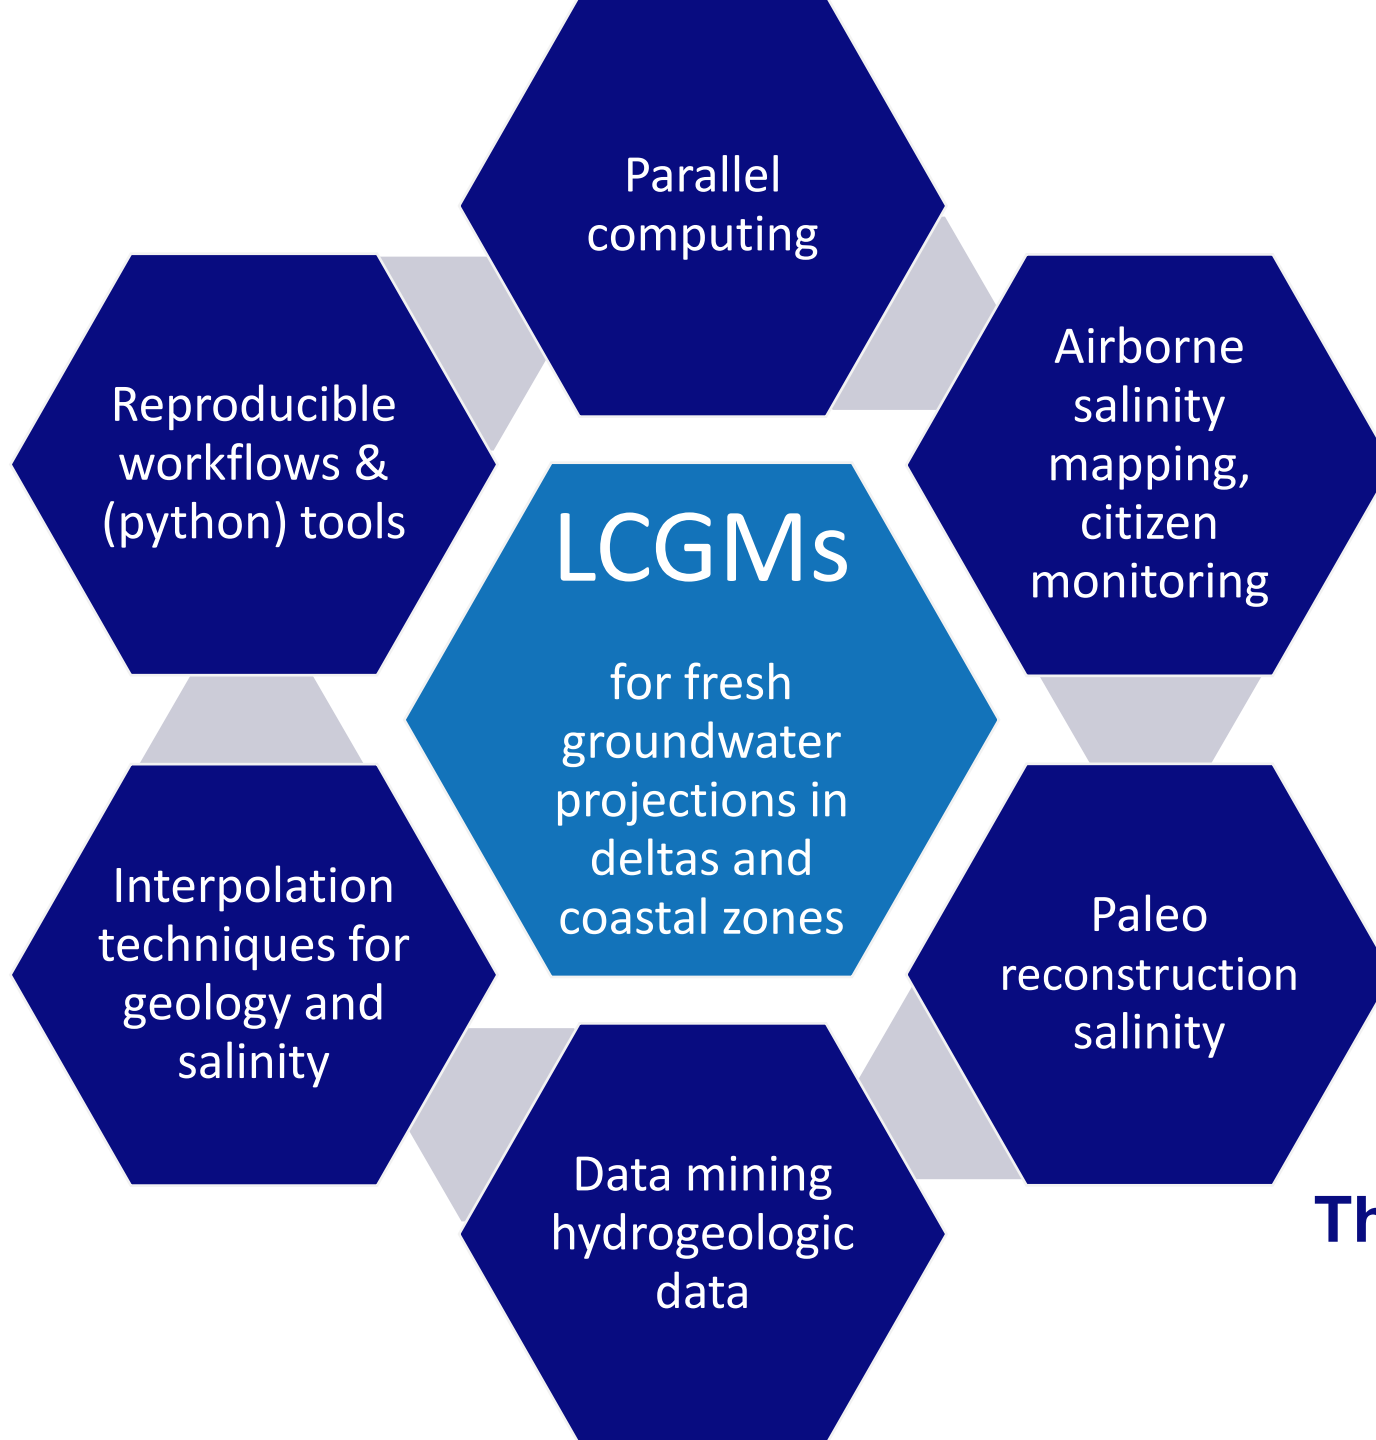 Parallel
computing
Airborne
salinity
mapping,
citizen
monitoring
Reproducible
workflows &
(python) tools
LCGMs
for fresh
groundwater
projections in
deltas and
coastal zones
Interpolation
techniques for
geology and
salinity
Paleo
reconstruction
salinity
Data mining
hydrogeologic
data